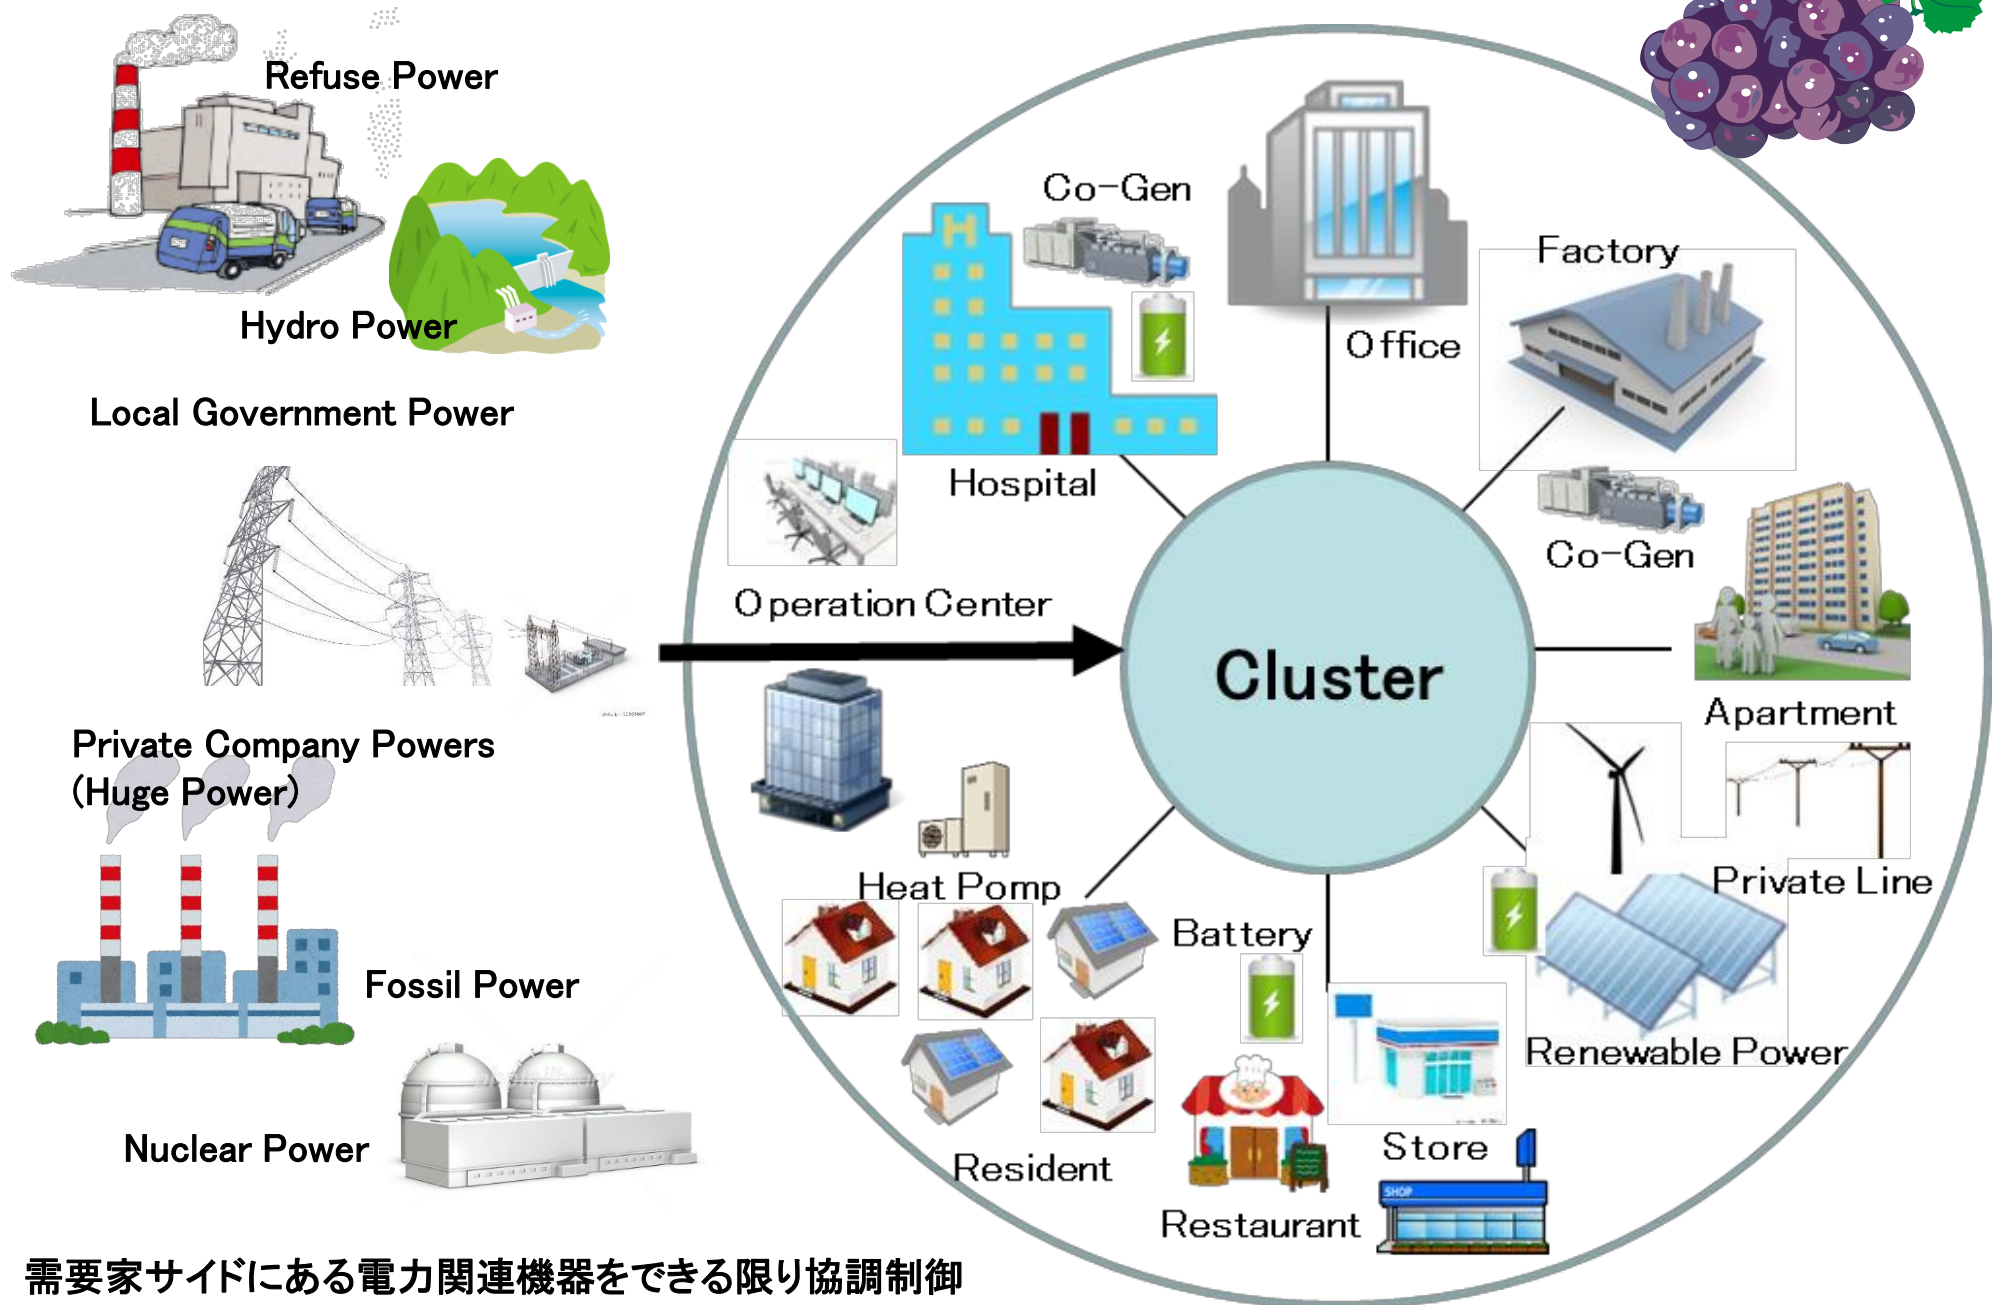 Refuse Power
Hydro Power
Local Government Power
Private Company Powers
(Huge Power)
Fossil Power
Nuclear Power
需要家サイドにある電力関連機器をできる限り協調制御
Co-Gen
H
Hospital
Office
Factory
Co-Gen
Operation Center
Cluster
Apartment
Private Line
Heat Pomp
Battery
Renewable Power
Resident
Store
SHOP
Restaurant